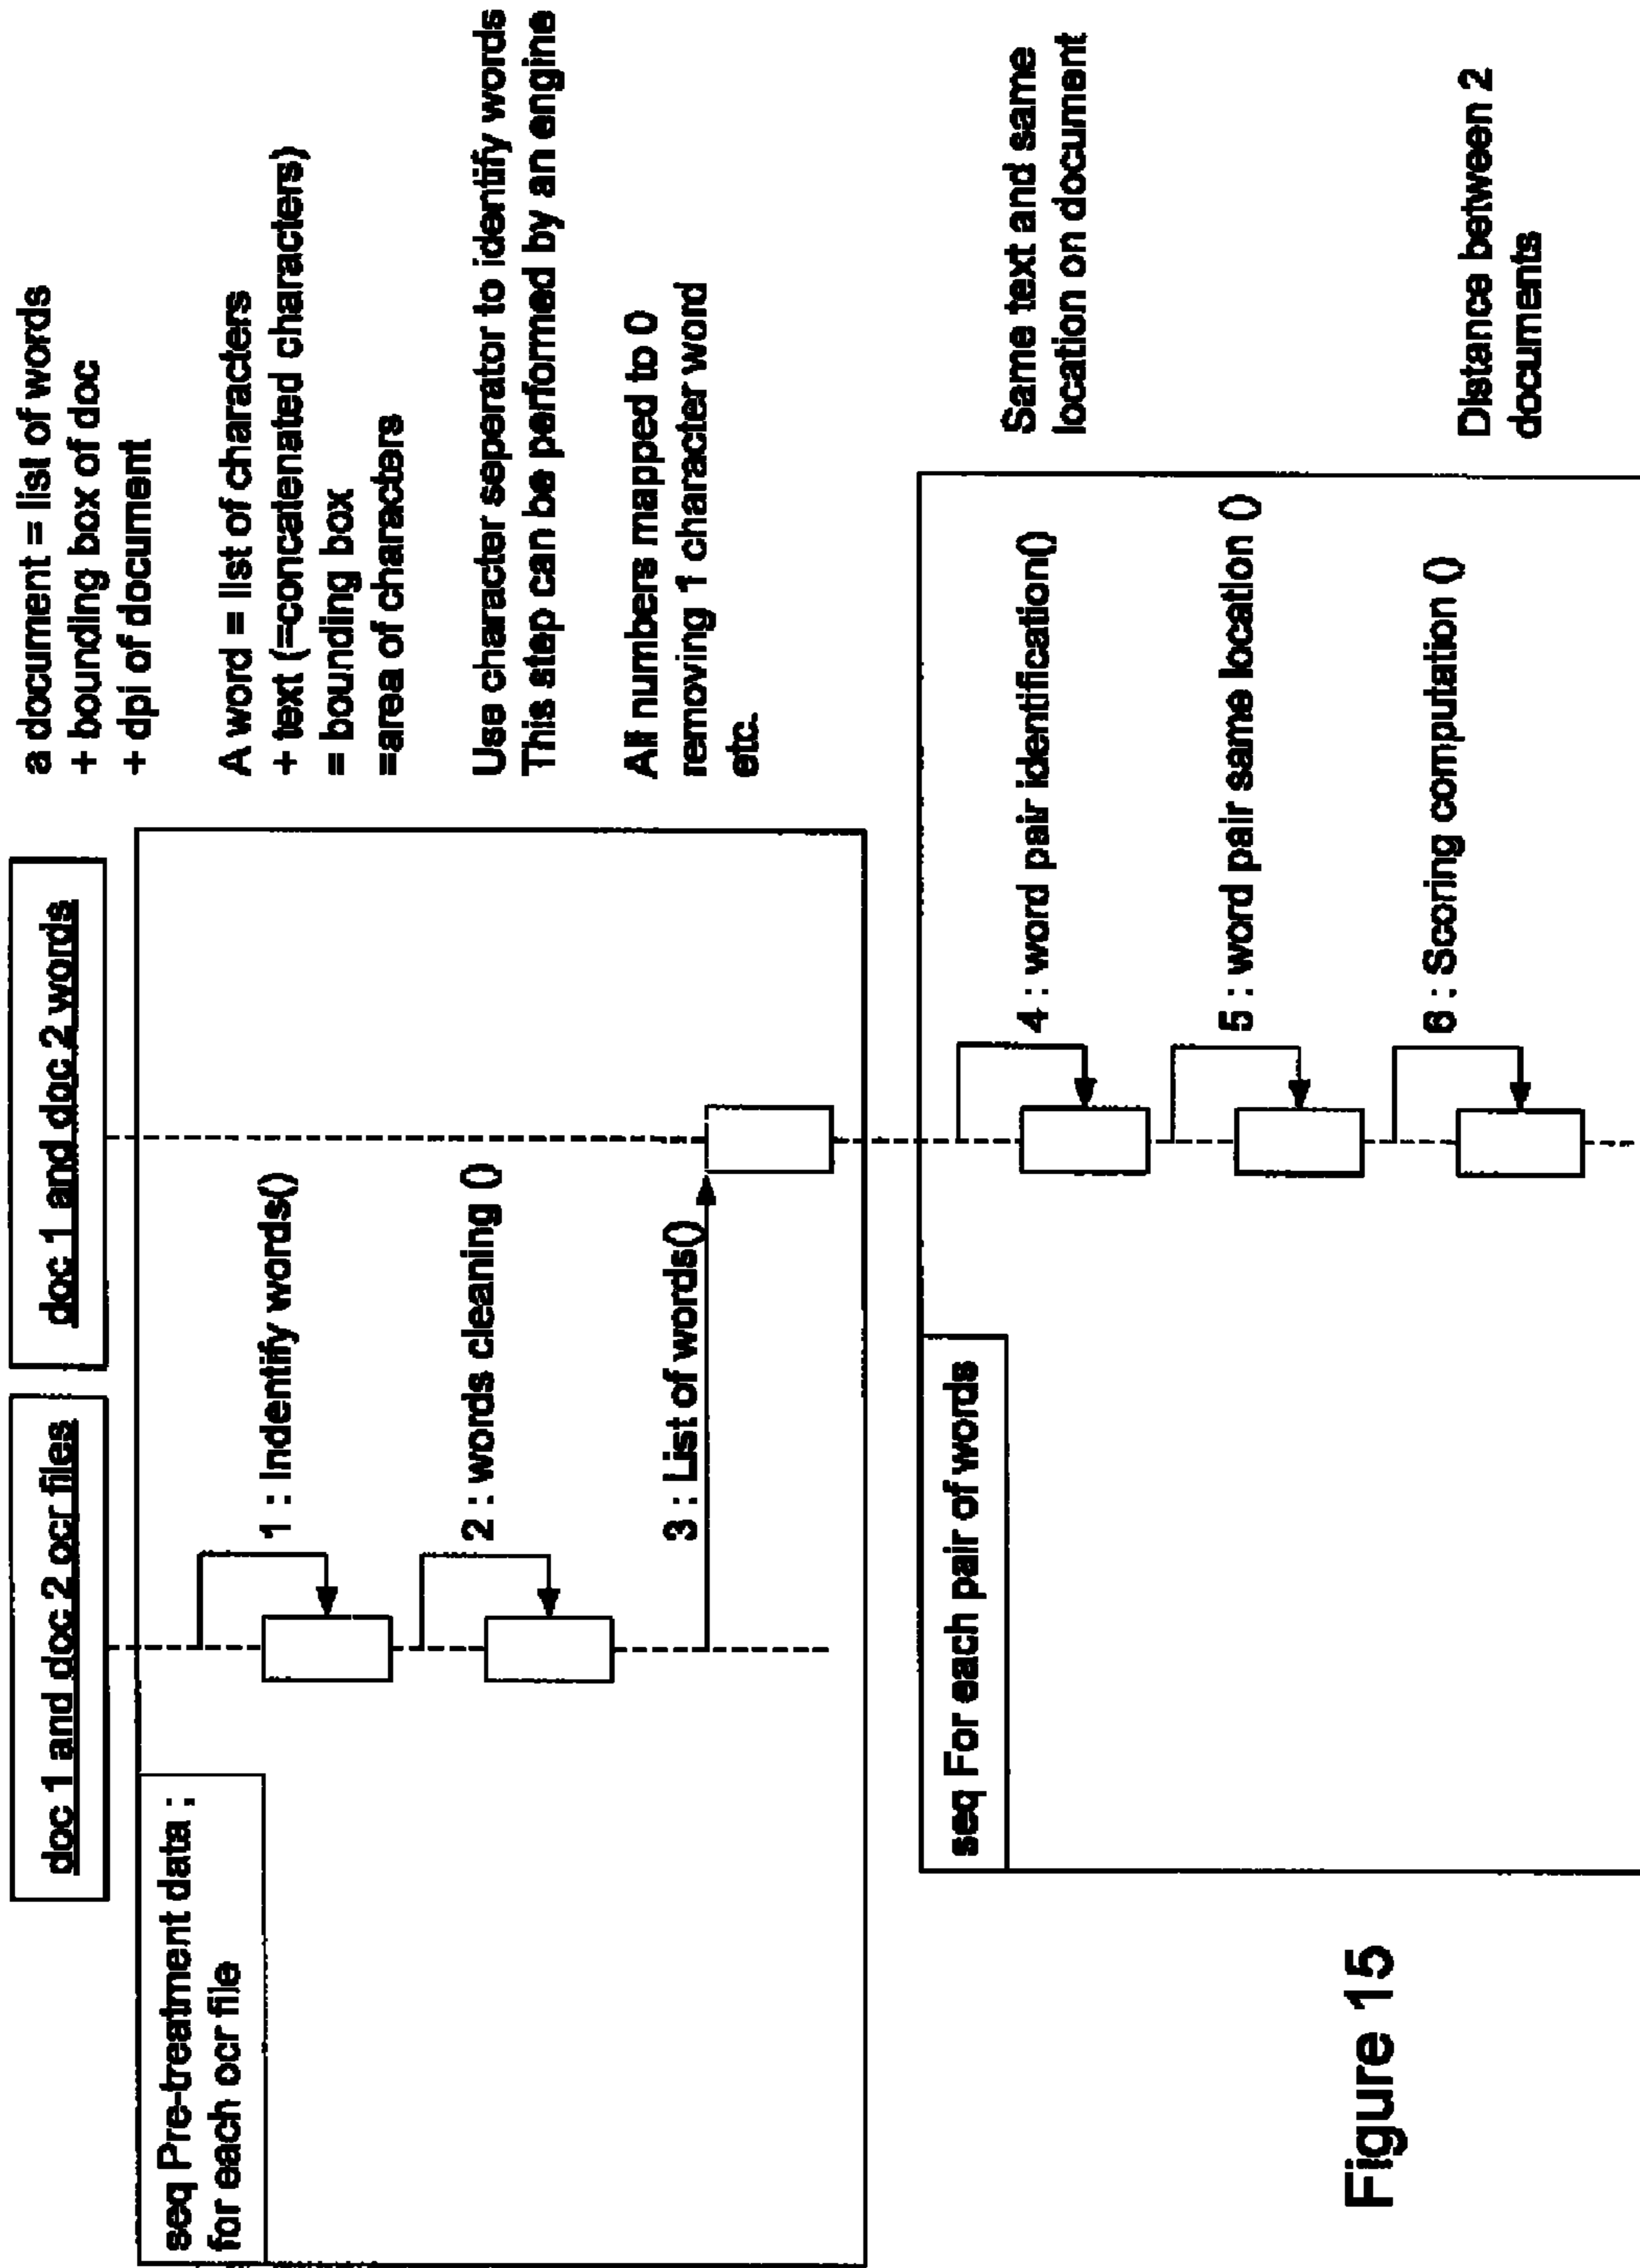 doc 1 and doc 2 ocr files
doc 1 and doc 2 words
a document = list of words
+ bounding box of doc
+ dpi of document
seq Pre-treatment data :
for each ocr file
1 : Indentify words()
A word = list of characters
+ text (=concatenated characters)
= bounding box
=area of characters
2 : words cleaning ()
Use character seperator to identify words
This step can be performed by an engine
3 : List of words()
All numbers mapped to 0
removing 1 character word
etc.
seq For each pair of words
4 : word pair identification()
Same text and same
location on document
5 : word pair same location ()
6 : Scoring computation ()
Distance between 2
documents
Figure 15